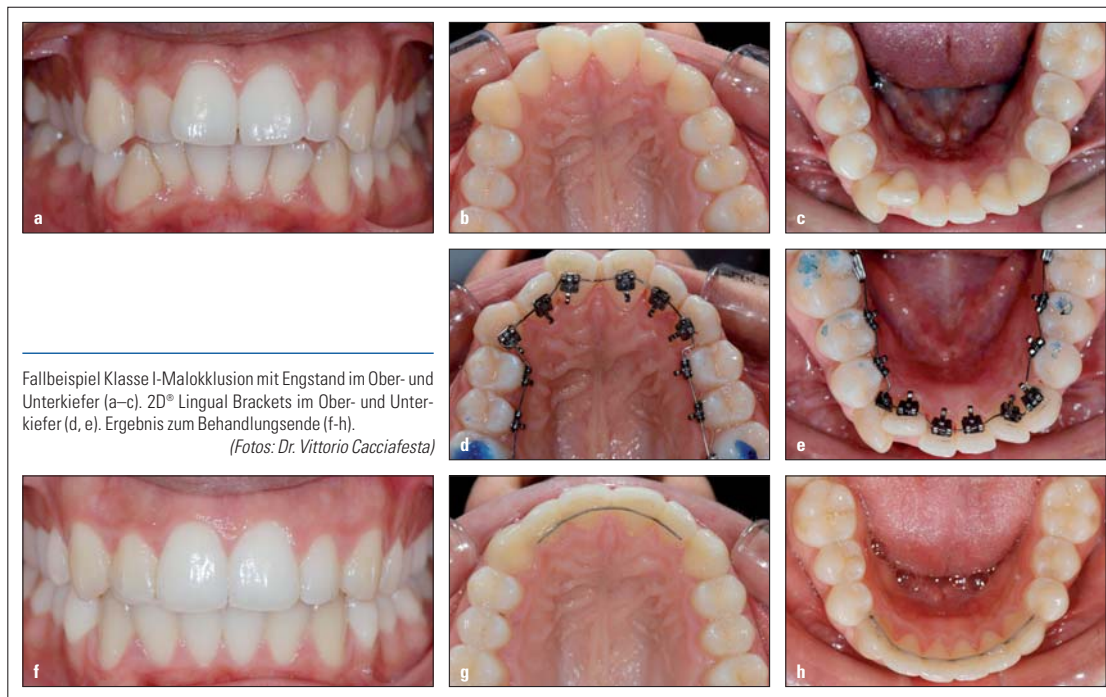 a
b
c
Fallbeispiel Klasse I-Malokklusion mit Engstand im Ober- und
Unterkiefer (a–c). 2D® Lingual Brackets im Ober- und Unter-
kiefer (d, e). Ergebnis zum Behandlungsende (f-h).
(Fotos: Dr. Vittorio Cacciafesta)
d
e
f
g
h